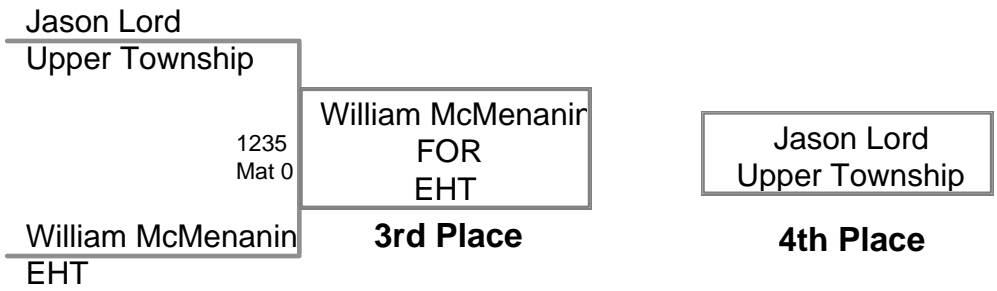 Jason Lord
Upper Township
1235
Mat 0
William McMenanin
EHT
William McMenanin
FOR
EHT
3rd Place
Jason Lord
Upper Township
4th Place